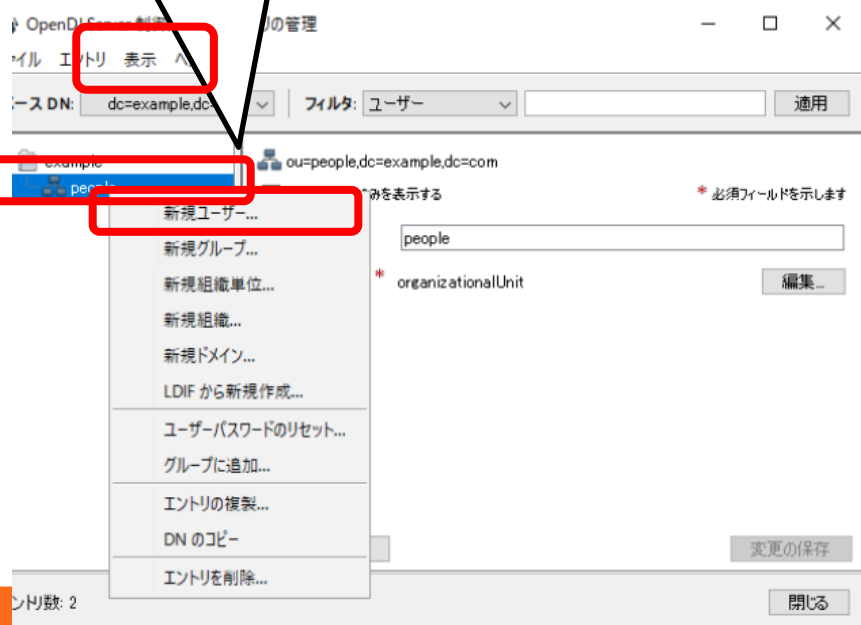 OpenDJ Server 制御 リの管理
イル エントリ 表示 ヘ
ース DN: dc=example,dc= フィルタ: ユーザー 適用
example
ou=people,dc=example,dc=com
people
みを表示する * 必須フィールドを示します
新規ユーザー...
people
新規グループ...
* organizationalUnit 編集...
新規組織単位...
新規組織...
新規ドメイン...
LDIF から新規作成...
ユーザーパスワードのリセット...
グループに追加...
エントリの複製...
DN のコピー
変更の保存
エントリを削除...
ントリ数: 2 閉じる